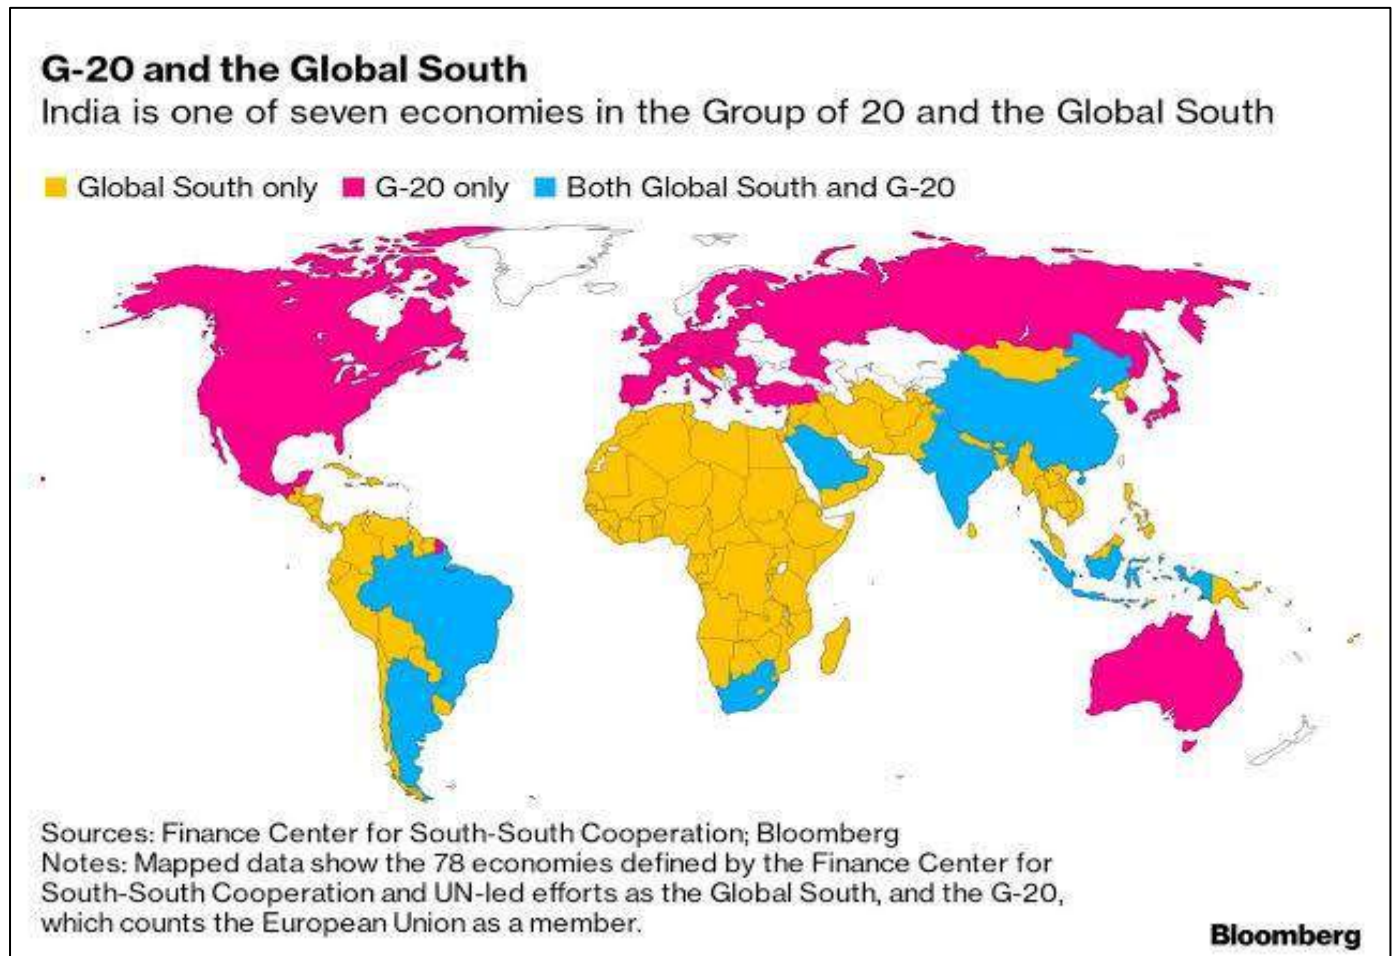 G-20 and the Global South
India is one of seven economies in the Group of 20 and the Global South
Global South only G-20 only Both Global South and G-20
Sources: Finance Center for South-South Cooperation; Bloomberg
Notes: Mapped data show the 78 economies defined by the Finance Center for
South-South Cooperation and UN-led efforts as the Global South, and the G-20,
which counts the European Union as a member.
Bloomberg